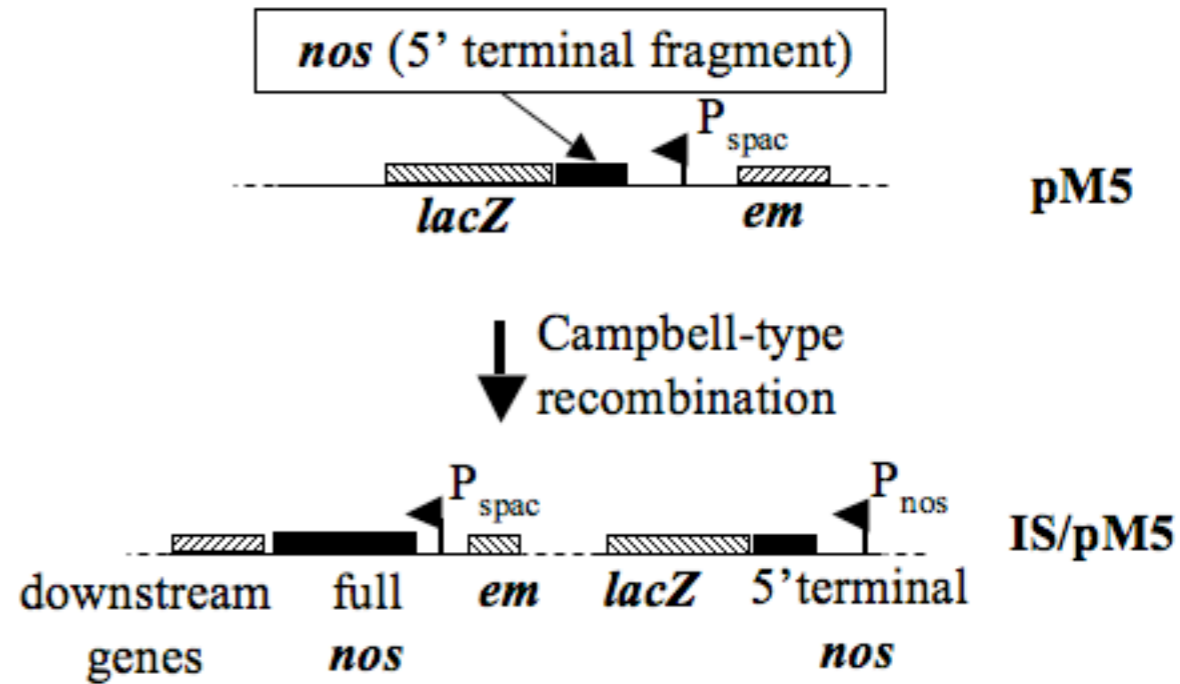 nos (5’ terminal fragment)
Pspac
lacZ
em
pM5
Campbell-type
recombination
Pspac
Pnos
IS/pM5
downstream
genes
full
nos
em
lacZ
5’terminal
nos